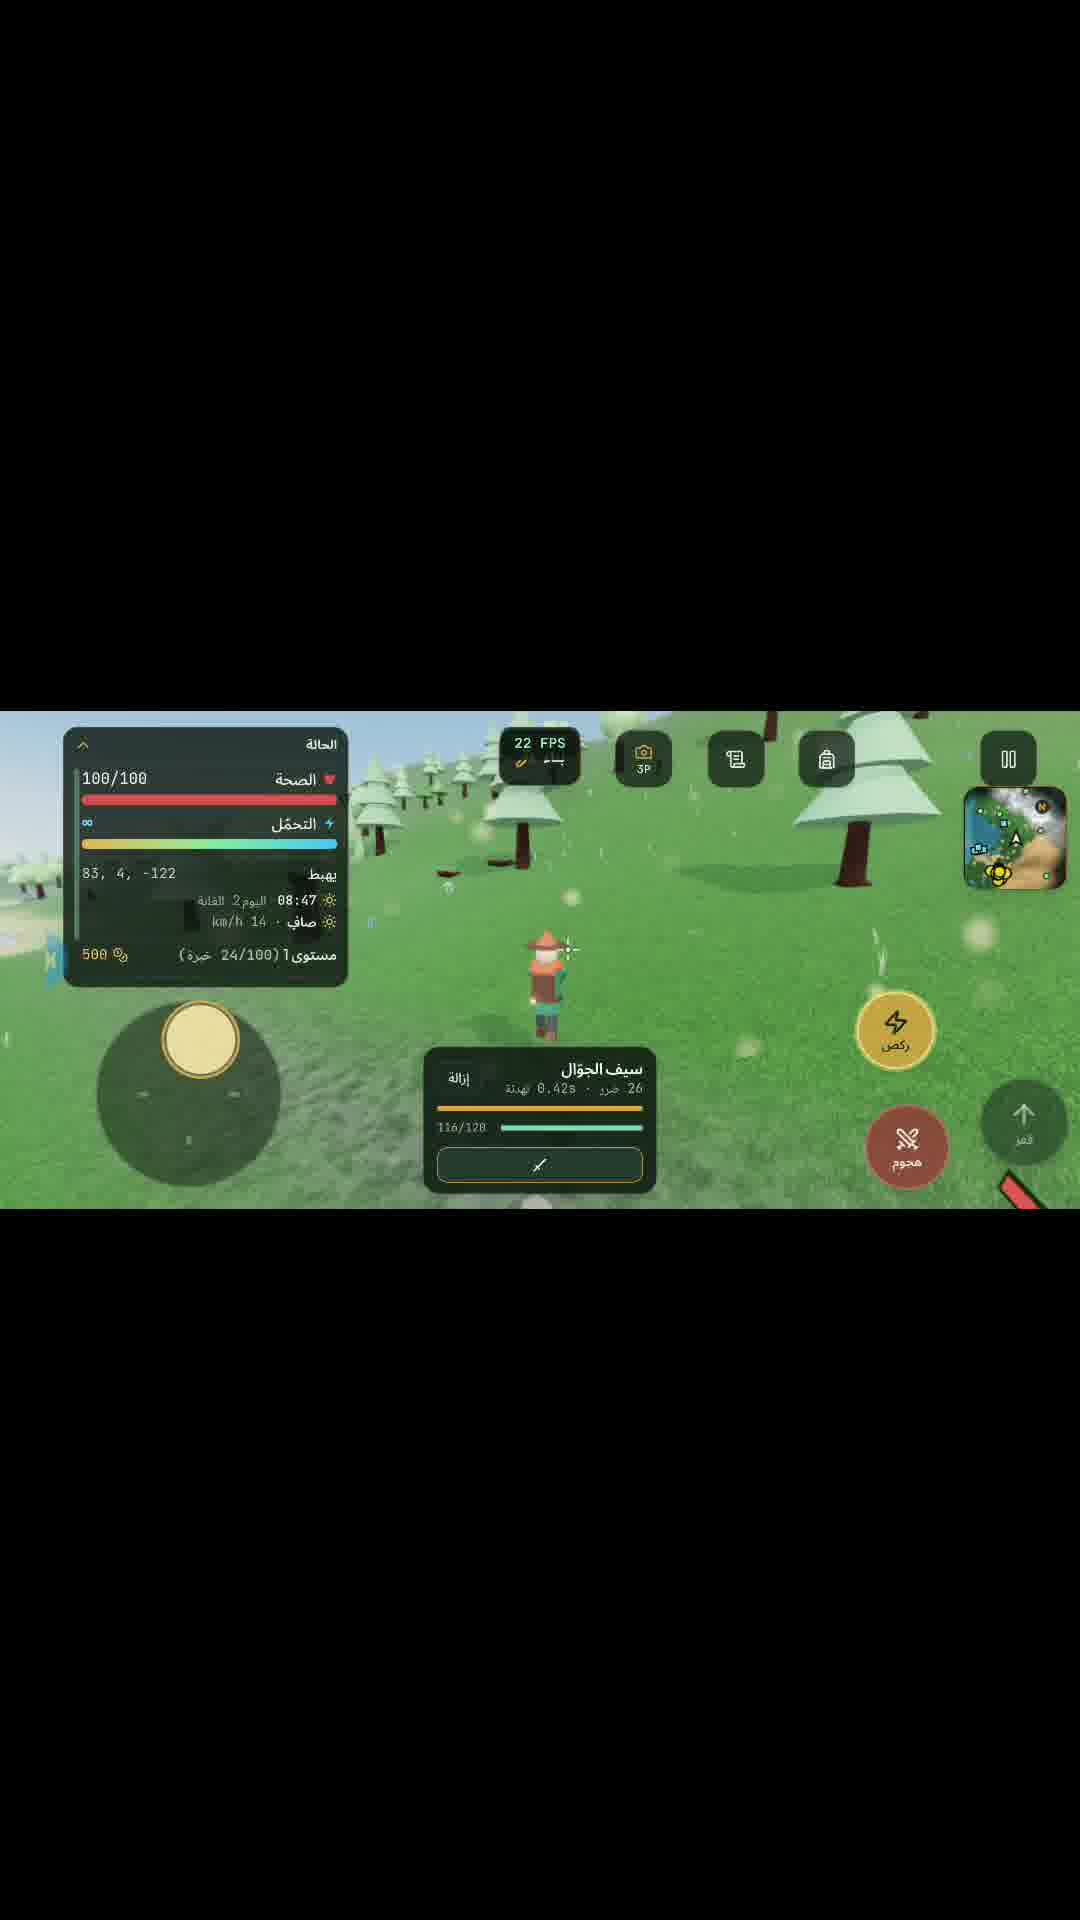 الحالة
الصحة 100/100
التحمّل ∞
يهبط 83, 4, -122
08:47 اليوم 2 الغابة
صافٍ · 14 km/h
مستوى 1 (24/100 خبرة) 500
22 FPS
3P
N
ركض
هجوم
قفز
سيف الجوّال
إزالة
26 ضرر · 0.42s تهدئة
116/120